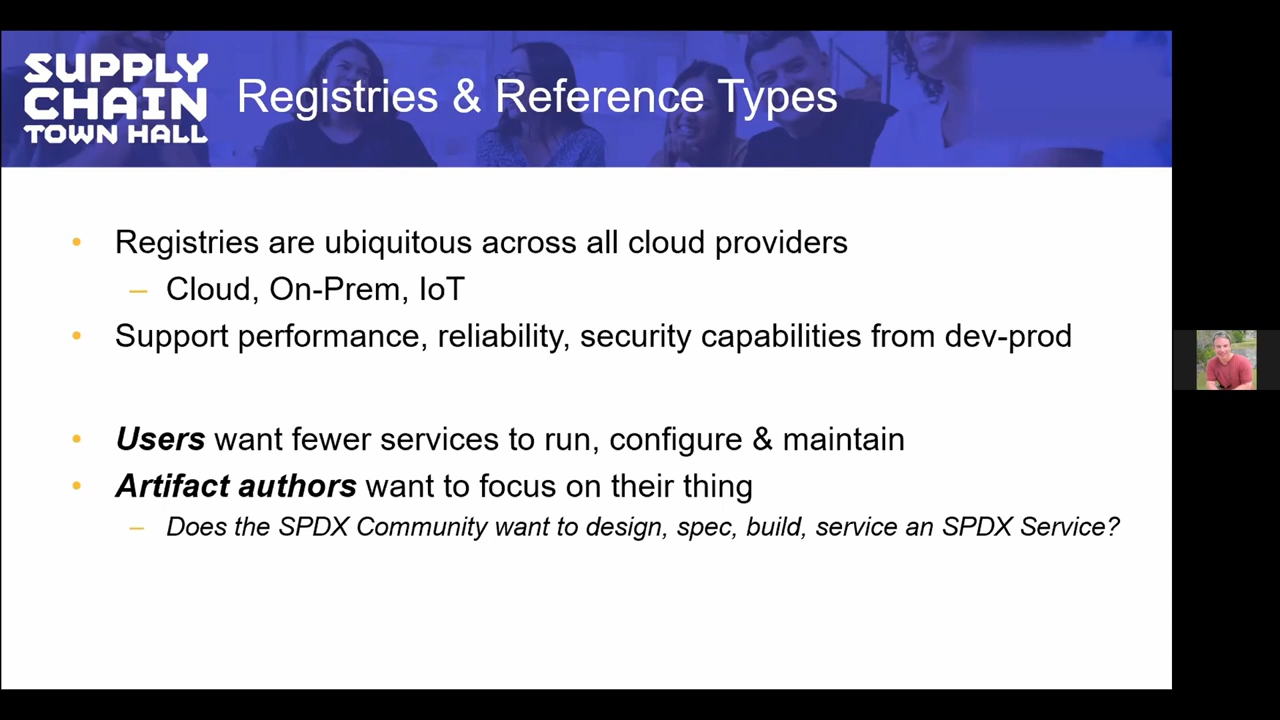 SUPPLY
CHAIN
TOWN HALL
Registries & Reference Types
• Registries are ubiquitous across all cloud providers
– Cloud, On-Prem, IoT
• Support performance, reliability, security capabilities from dev-prod
• Users want fewer services to run, configure & maintain
• Artifact authors want to focus on their thing
– Does the SPDX Community want to design, spec, build, service an SPDX Service?